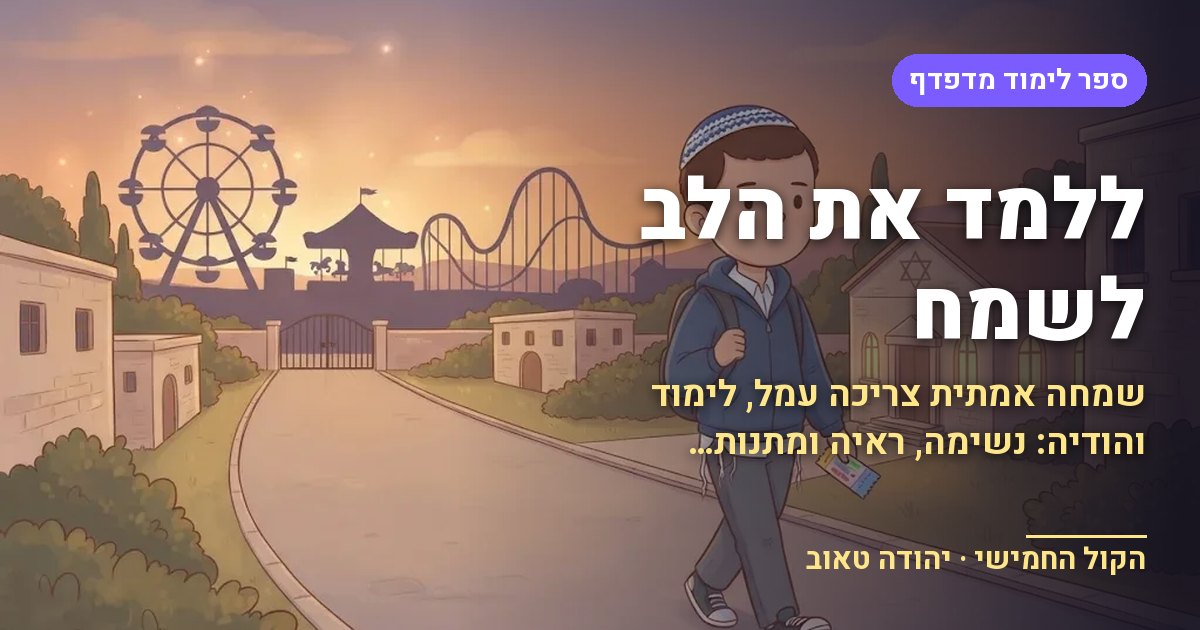 ספר לימוד מדפדף
ללמד את הלב
לשמח
שמחה אמתית צריכה עמל, לימוד
והודיה: נשימה, ראיה ומתנות...
הקול החמישי · יהודה טאוב